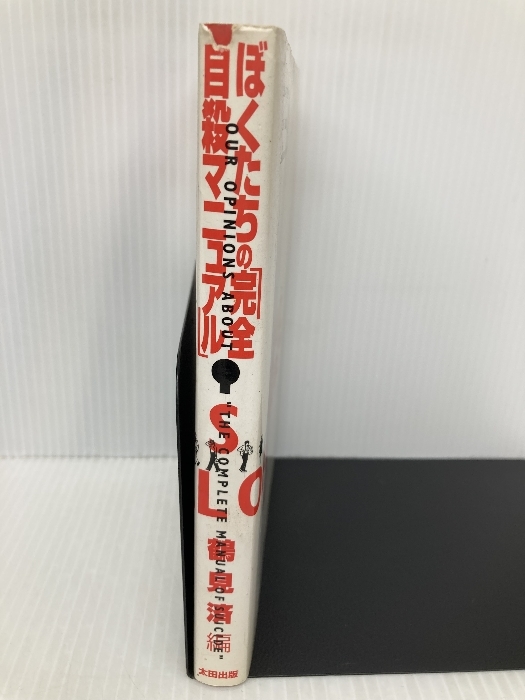 ぼくたちの「完全
自殺マニュアル」
OUR OPINIONS ABOUT "THE COMPLETE MANUAL OF SUICIDE"
S
LO
鶴見済 編
太田出版